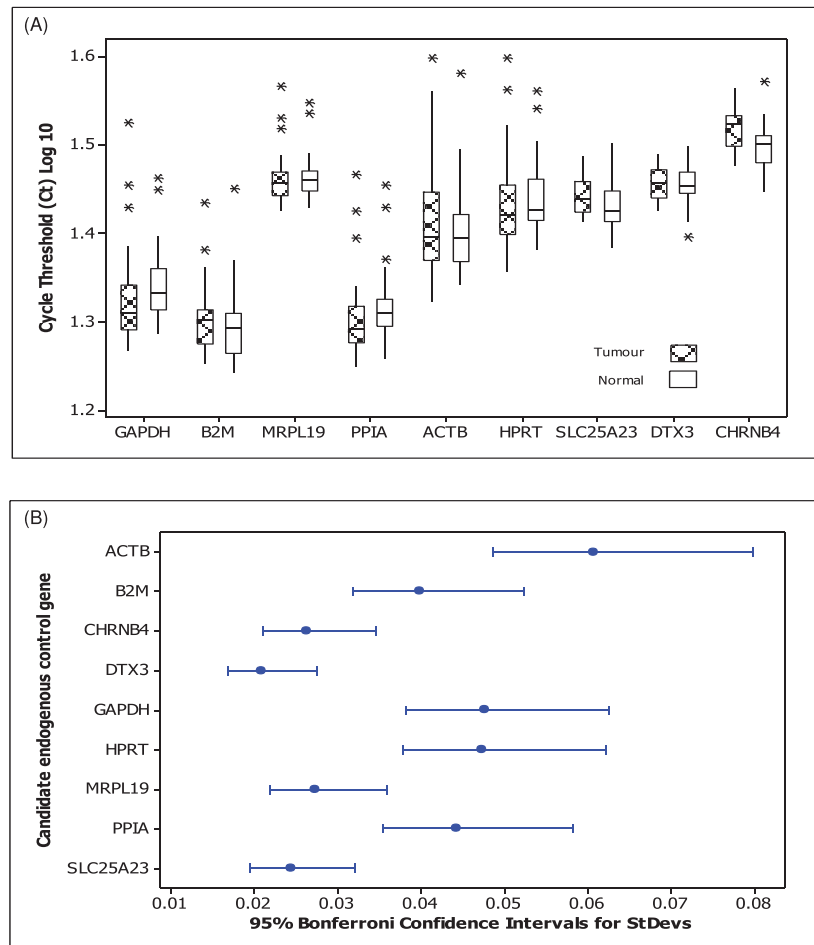 (A)
Cycle Threshold (Ct) Log 10
1.6
1.5
1.4
1.3
1.2
Tumour
Normal
GAPDH B2M MRPL19 PPIA ACTB HPRT SLC25A23 DTX3 CHRNB4
(B)
Candidate endogenous control gene
ACTB
B2M
CHRNB4
DTX3
GAPDH
HPRT
MRPL19
PPIA
SLC25A23
0.01 0.02 0.03 0.04 0.05 0.06 0.07 0.08
95% Bonferroni Confidence Intervals for StDevs